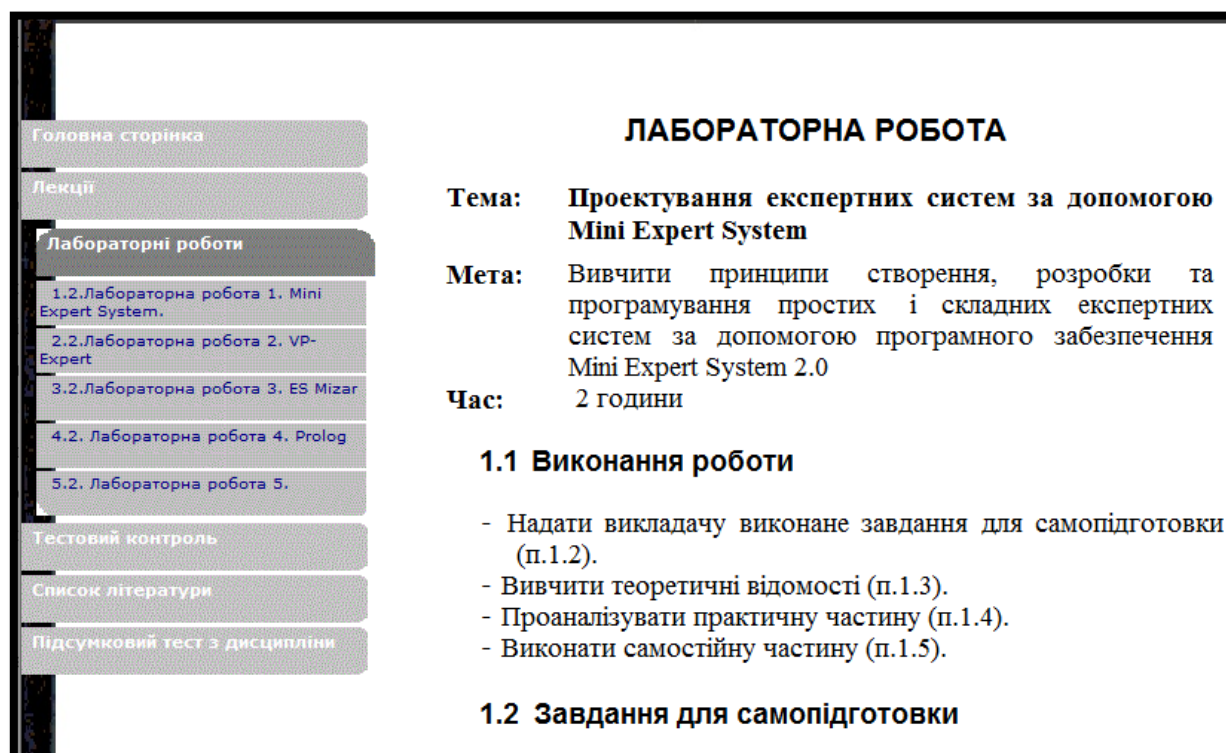 Головна сторінка
Лекції
Лабораторні роботи
1.2.Лабораторна робота 1. Mini
Expert System.
2.2.Лабораторна робота 2. VP-
Expert
3.2.Лабораторна робота 3. ES Mizar
4.2. Лабораторна робота 4. Prolog
5.2. Лабораторна робота 5.
Тестовий контроль
Список літератури
Підсумковий тест з дисципліни
ЛАБОРАТОРНА РОБОТА
Тема: Проектування експертних систем за допомогою
Mini Expert System
Мета: Вивчити принципи створення, розробки та
програмування простих і складних експертних
систем за допомогою програмного забезпечення
Mini Expert System 2.0
Час: 2 години
1.1 Виконання роботи
- Надати викладачу виконане завдання для самопідготовки
(п.1.2).
- Вивчити теоретичні відомості (п.1.3).
- Проаналізувати практичну частину (п.1.4).
- Виконати самостійну частину (п.1.5).
1.2 Завдання для самопідготовки